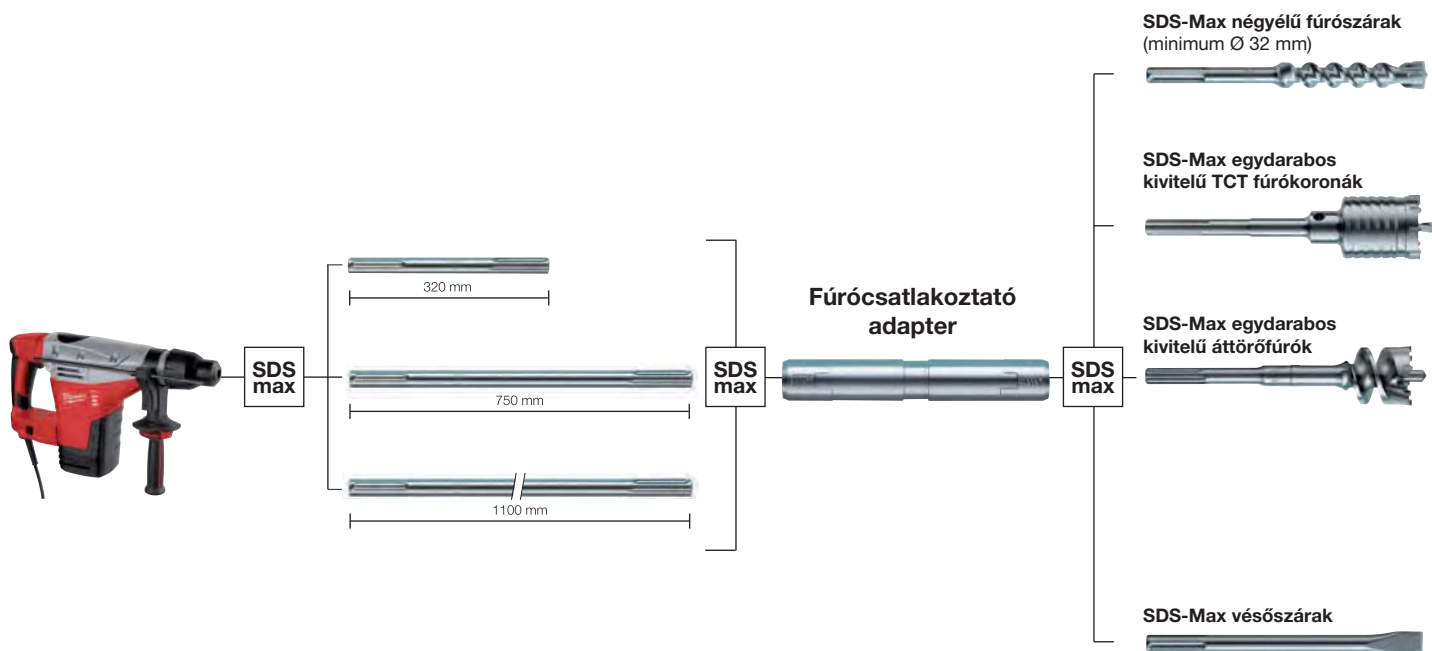 SDS-Max négyélű fúrószárak
(minimum Ø 32 mm)
SDS-Max egydarabos
kivitelű TCT fúrókoronák
320 mm
Fúrócsatlakoztató
adapter
SDS-Max egydarabos
kivitelű áttörőfúrók
SDS
max
750 mm
SDS
max
SDS
max
1100 mm
SDS-Max vésőszárak
Milwaukee